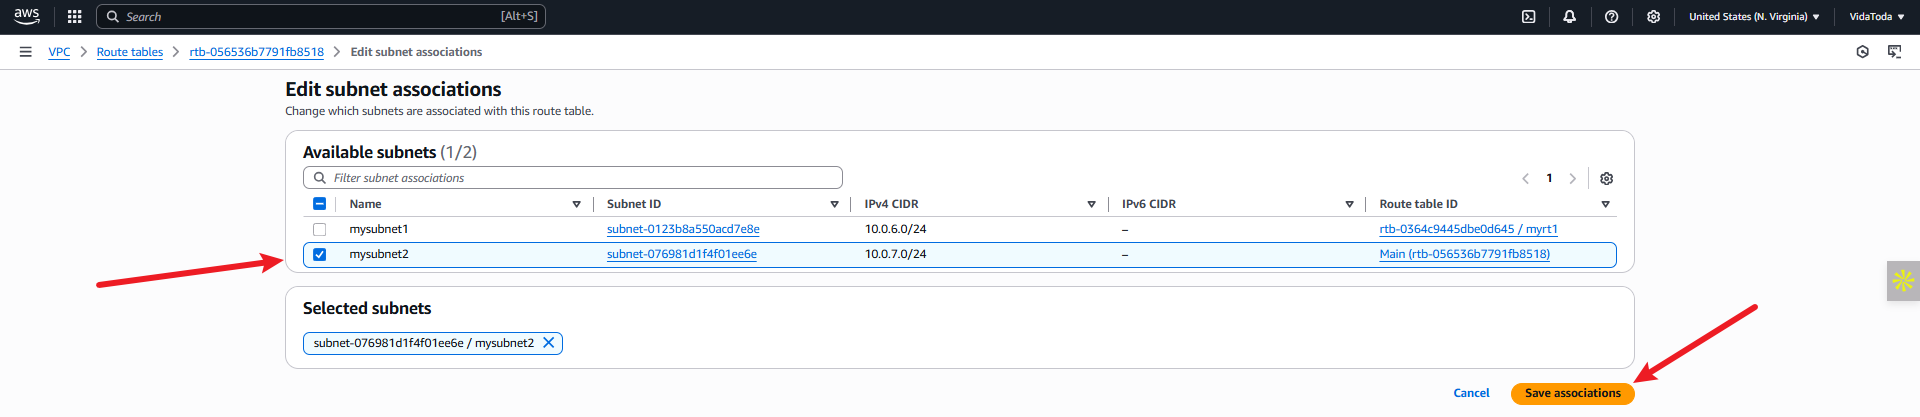 aws Search [Alt+S] United States (N. Virginia) VidaToda
VPC > Route tables > rtb-056536b7791fb8518 > Edit subnet associations
Edit subnet associations
Change which subnets are associated with this route table.
Available subnets (1/2)
Filter subnet associations 1
Name Subnet ID IPv4 CIDR IPv6 CIDR Route table ID
mysubnet1 subnet-0123b8a550acd7e8e 10.0.6.0/24 – rtb-0364c9445dbe0d645 / myrt1
mysubnet2 subnet-076981d1f4f01ee6e 10.0.7.0/24 – Main (rtb-056536b7791fb8518)
Selected subnets
subnet-076981d1f4f01ee6e / mysubnet2
Cancel Save associations